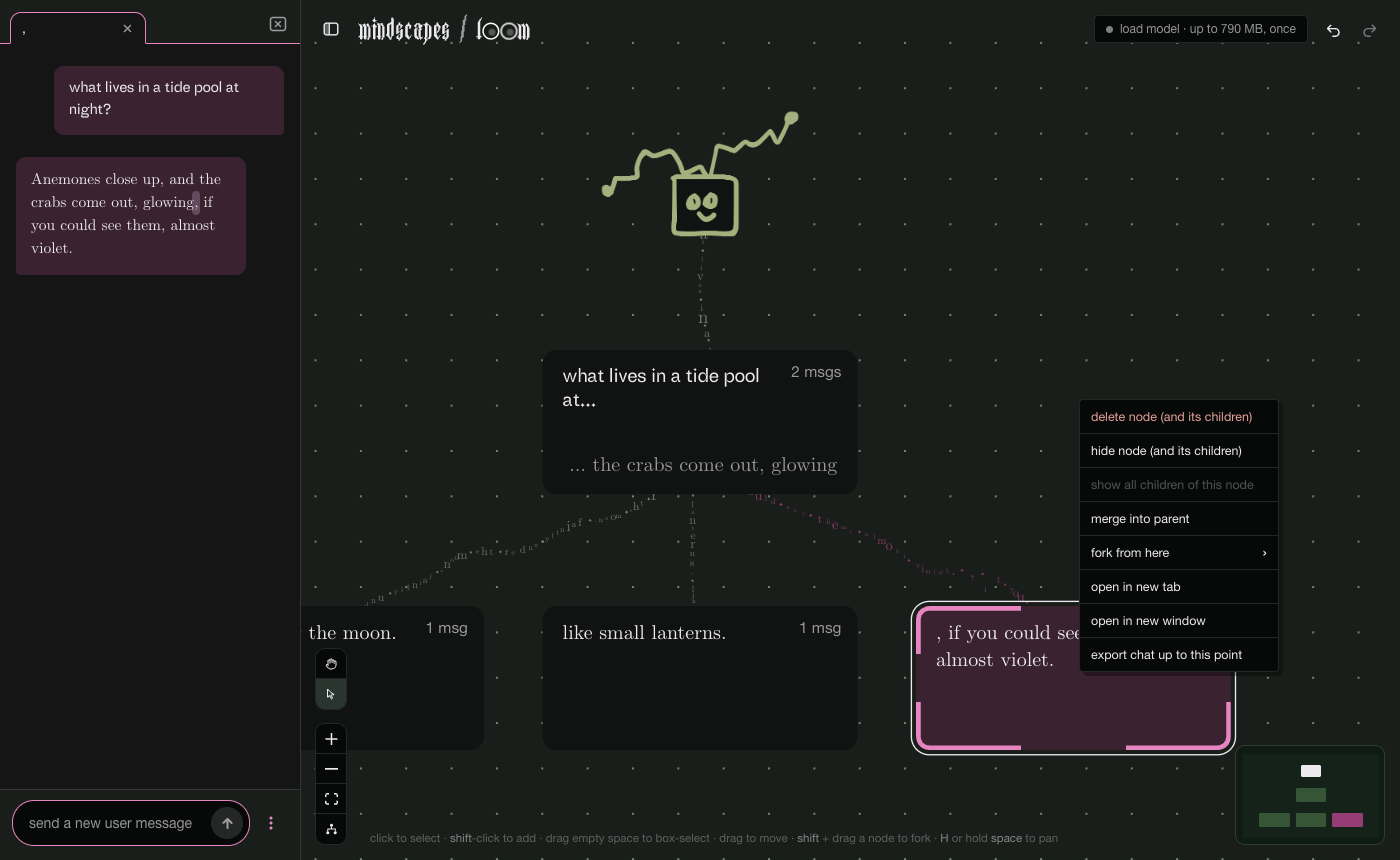 ,
what lives in a tide pool at
night?
Anemones close up, and the
crabs come out, glowing, if
you could see them, almost
violet.
send a new user message
mindscapes / loom
load model · up to 790 MB, once
what lives in a tide pool
at...
2 msgs
... the crabs come out, glowing
the moon.
1 msg
like small lanterns.
1 msg
, if you could see
almost violet.
delete node (and its children)
hide node (and its children)
show all children of this node
merge into parent
fork from here
open in new tab
open in new window
export chat up to this point
click to select · shift-click to add · drag empty space to box-select · drag to move · shift + drag a node to fork · H or hold space to pan